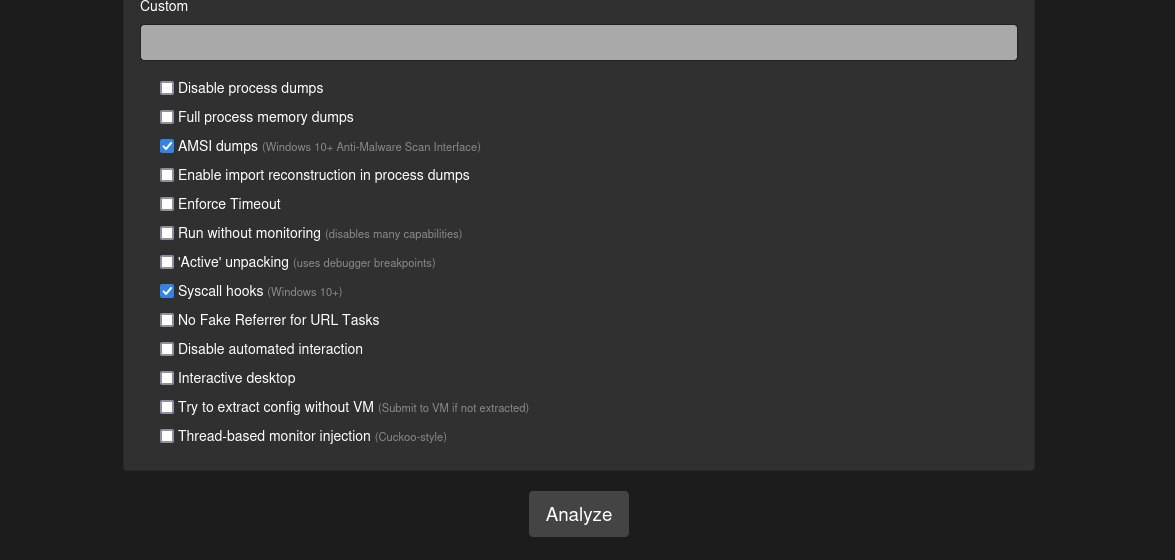 Custom
Disable process dumps
Full process memory dumps
AMSI dumps (Windows 10+ Anti-Malware Scan Interface)
Enable import reconstruction in process dumps
Enforce Timeout
Run without monitoring (disables many capabilities)
'Active' unpacking (uses debugger breakpoints)
Syscall hooks (Windows 10+)
No Fake Referrer for URL Tasks
Disable automated interaction
Interactive desktop
Try to extract config without VM (Submit to VM if not extracted)
Thread-based monitor injection (Cuckoo-style)
Analyze